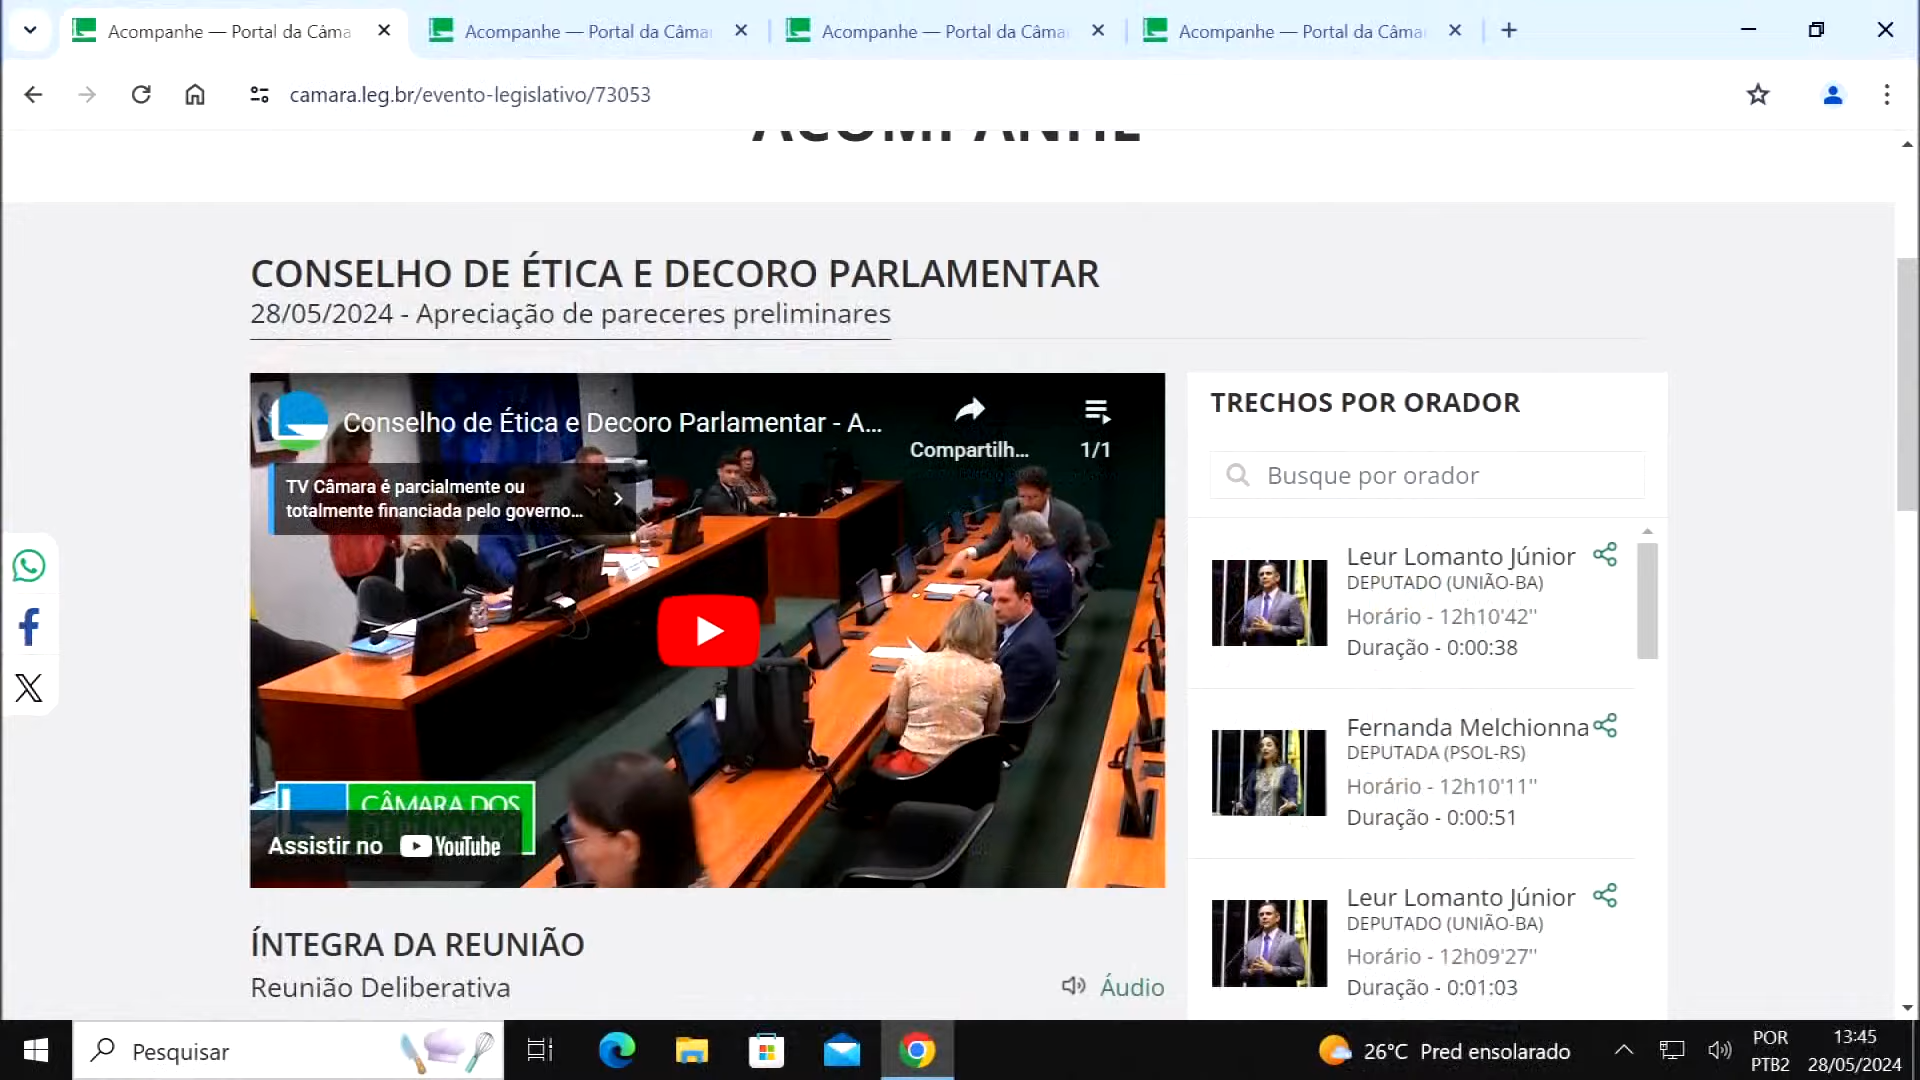 Acompanhe — Portal da Câma
Acompanhe — Portal da Câma
Acompanhe — Portal da Câma
Acompanhe — Portal da Câma
camara.leg.br/evento-legislativo/73053
ACOMPANHE
CONSELHO DE ÉTICA E DECORO PARLAMENTAR
28/05/2024 - Apreciação de pareceres preliminares
Conselho de Ética e Decoro Parlamentar - A...
Compartilh...
1/1
TV Câmara é parcialmente ou
totalmente financiada pelo governo...
CÂMARA DOS
DEPUTADOS
Assistir no YouTube
ÍNTEGRA DA REUNIÃO
Reunião Deliberativa
Áudio
TRECHOS POR ORADOR
Busque por orador
Leur Lomanto Júnior
DEPUTADO (UNIÃO-BA)
Horário - 12h10'42''
Duração - 0:00:38
Fernanda Melchionna
DEPUTADA (PSOL-RS)
Horário - 12h10'11''
Duração - 0:00:51
Leur Lomanto Júnior
DEPUTADO (UNIÃO-BA)
Horário - 12h09'27''
Duração - 0:01:03
Pesquisar
26°C Pred ensolarado
POR
PTB2
13:45
28/05/2024